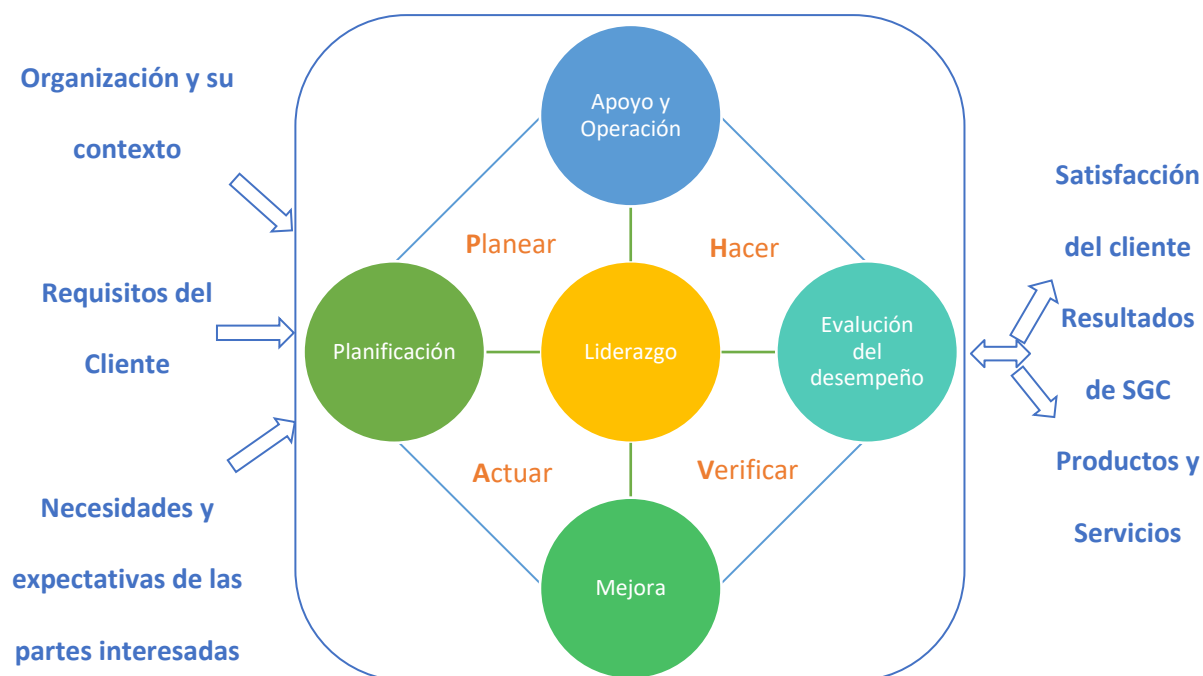 Organización y su
contexto
Requisitos del
Cliente
Necesidades y
expectativas de las
partes interesadas
Apoyo y
Operación
Planear
Hacer
Planificación
Liderazgo
Evalución
del
desempeño
Actuar
Verificar
Mejora
Satisfacción
del cliente
Resultados
de SGC
Productos y
Servicios